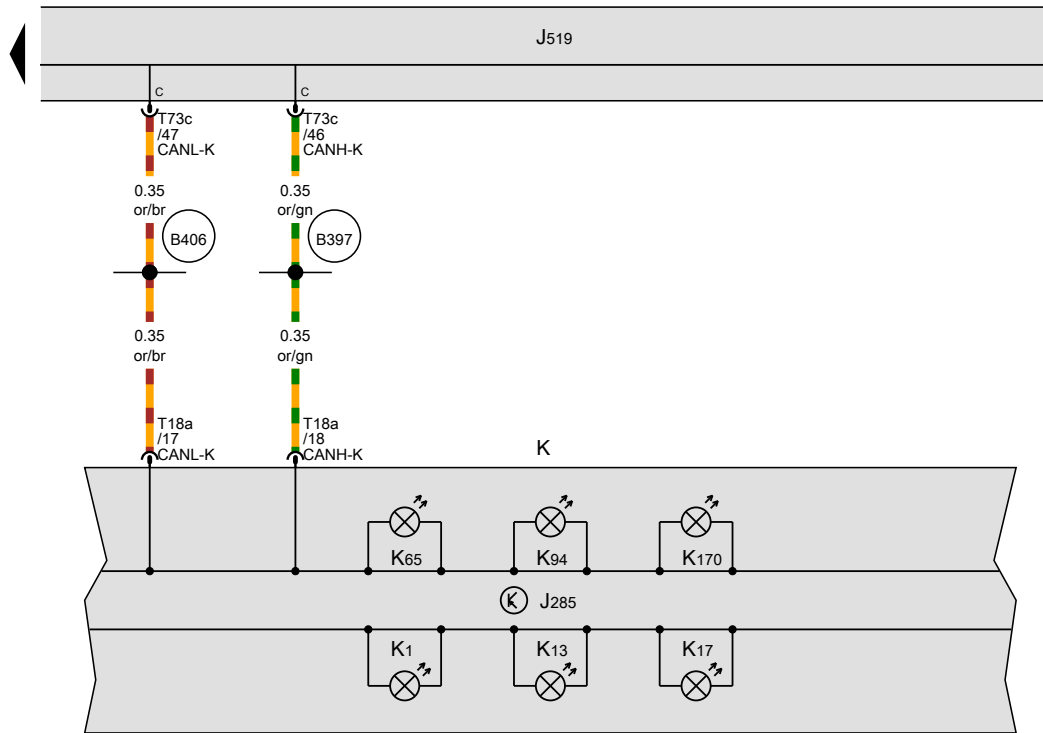 J519
c
c
T73c
/47
CANL-K
T73c
/46
CANH-K
0.35
or/br
0.35
or/gn
B406
B397
0.35
or/br
0.35
or/gn
T18a
/17
CANL-K
T18a
/18
CANH-K
K
K65
K94
K170
J285
K1
K13
K17